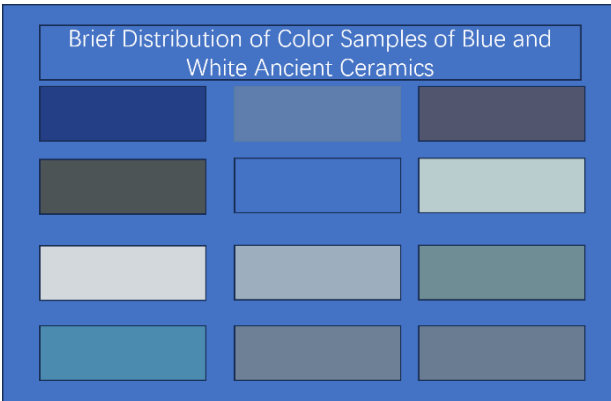 Brief Distribution of Color Samples of Blue and
White Ancient Ceramics